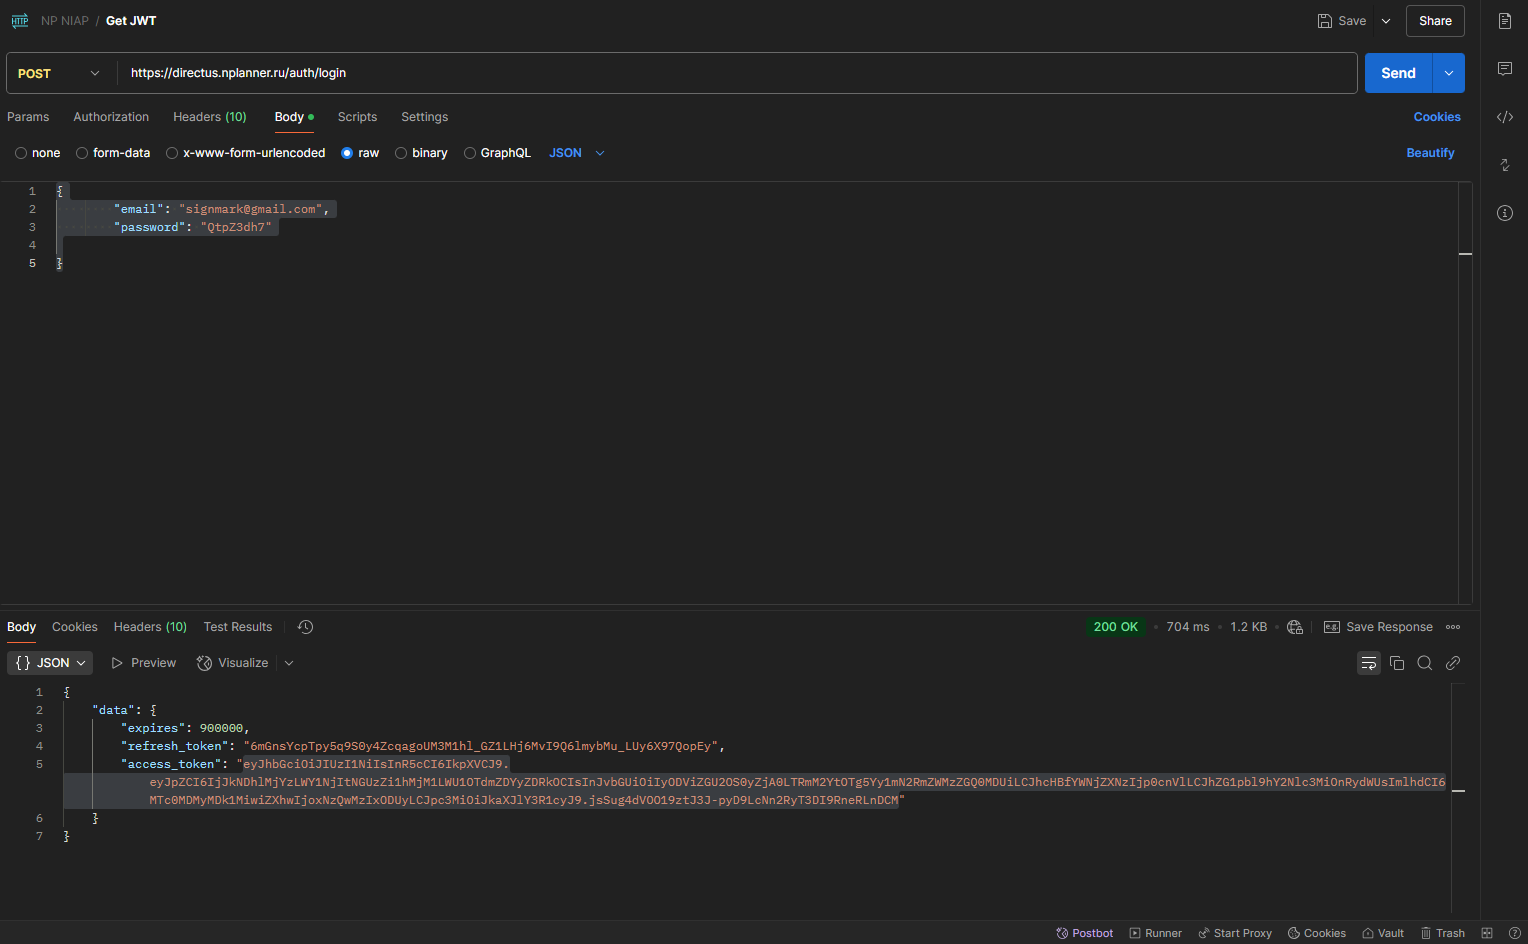 HTTP NP NIAP / Get JWT Save Share
POST https://directus.nplanner.ru/auth/login Send
Params Authorization Headers (10) Body Scripts Settings Cookies
none form-data x-www-form-urlencoded raw binary GraphQL JSON Beautify
1 {
2 "email": "signmark@gmail.com",
3 "password": "QtpZ3dh7"
4
5 }
Body Cookies Headers (10) Test Results 200 OK • 704 ms • 1.2 KB • e.g. Save Response
{} JSON Preview Visualize
1 {
2 "data": {
3 "expires": 900000,
4 "refresh_token": "6mGnsYcpTpy5q9S0y4ZcqagoUM3M1hl_GZ1LHj6MvI9Q6lmybMu_LUy6X97QopEy",
5 "access_token": "eyJhbGciOiJIUzI1NiIsInR5cCI6IkpXVCJ9.
eyJpZCI6IjJkNDhlMjYzLWY1NjItNGUzZi1hMjM1LWU1OTdmZDYyZDRkOCIsInJvbGUiOiIyODViZGU2OS0yZjA0LTRmM2YtOTg5Yy1mN2RmZWMzZGQ0MDUiLCJhcHBfYWNjZXNzIjp0cnVlLCJhZG1pbl9hY2Nlc3MiOnRydWUsImlhdCI6
MTc0MDMyMDk1MiwiZXhwIjoxNzQwMzIxODUyLCJpc3MiOiJkaXJlY3R1cyJ9.jsSug4dVOO19ztJ3J-pyD9LcNn2RyT3DI9RneRLnDCM"
6 }
7 }
Postbot Runner Start Proxy Cookies Vault Trash